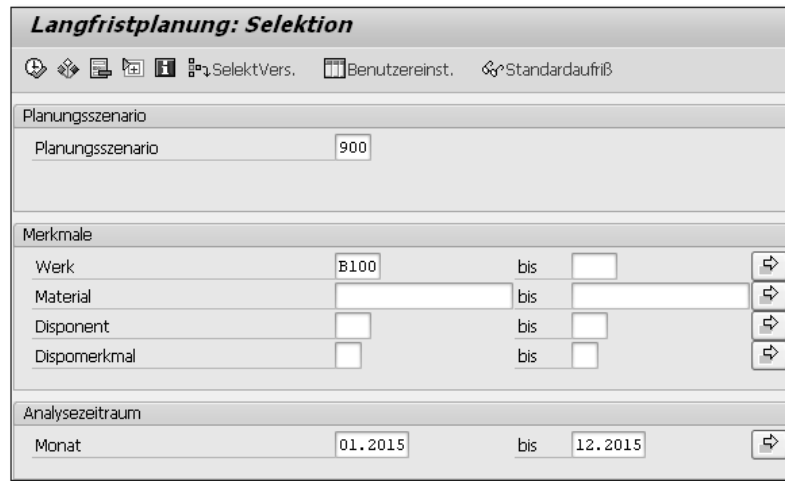 Langfristplanung: Selektion
SelektVers. Benutzereinst. Standardaufriß
Planungsszenario
Planungsszenario 900
Merkmale
Werk B100 bis
Material bis
Disponent bis
Dispomerkmal bis
Analysezeitraum
Monat 01.2015 bis 12.2015